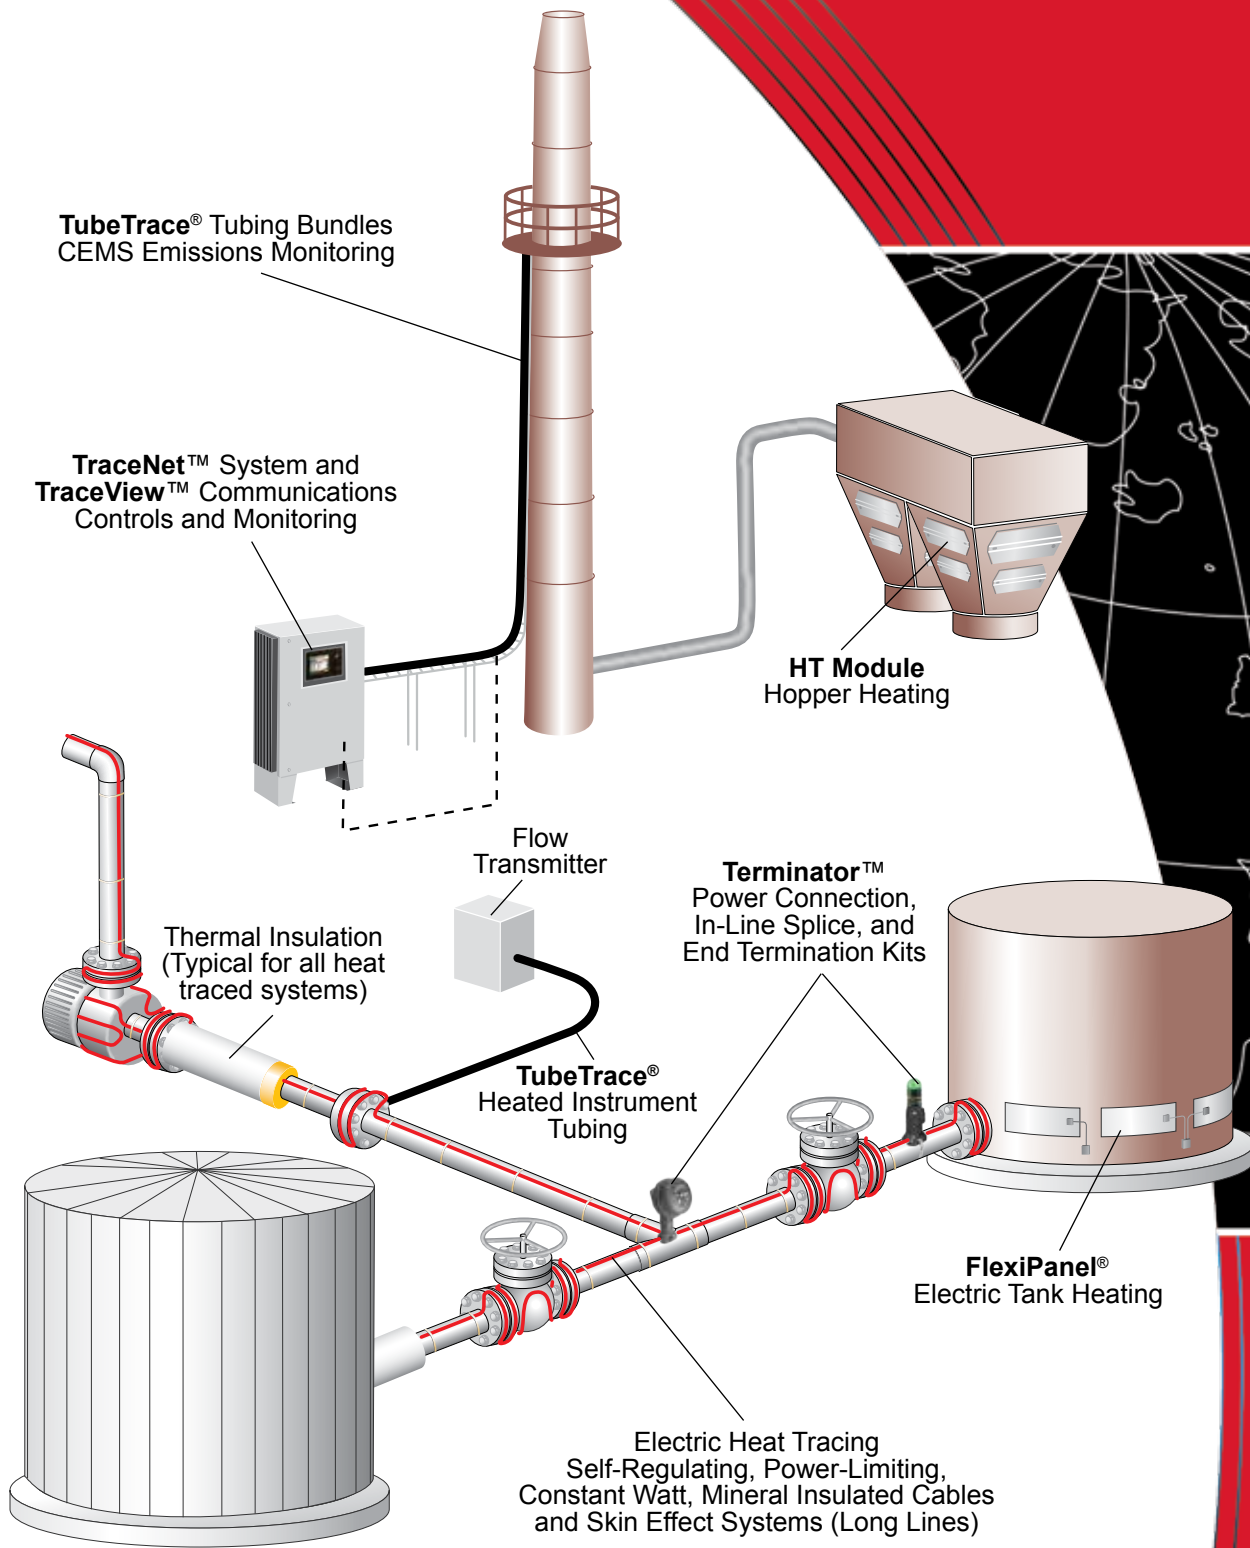 TubeTrace® Tubing Bundles
CEMS Emissions Monitoring
TraceNet™ System and
TraceView™ Communications
Controls and Monitoring
HT Module
Hopper Heating
Flow
Transmitter
Terminator™
Power Connection,
In-Line Splice, and
End Termination Kits
Thermal Insulation
(Typical for all heat
traced systems)
TubeTrace®
Heated Instrument
Tubing
FlexiPanel®
Electric Tank Heating
Electric Heat Tracing
Self-Regulating, Power-Limiting,
Constant Watt, Mineral Insulated Cables
and Skin Effect Systems (Long Lines)